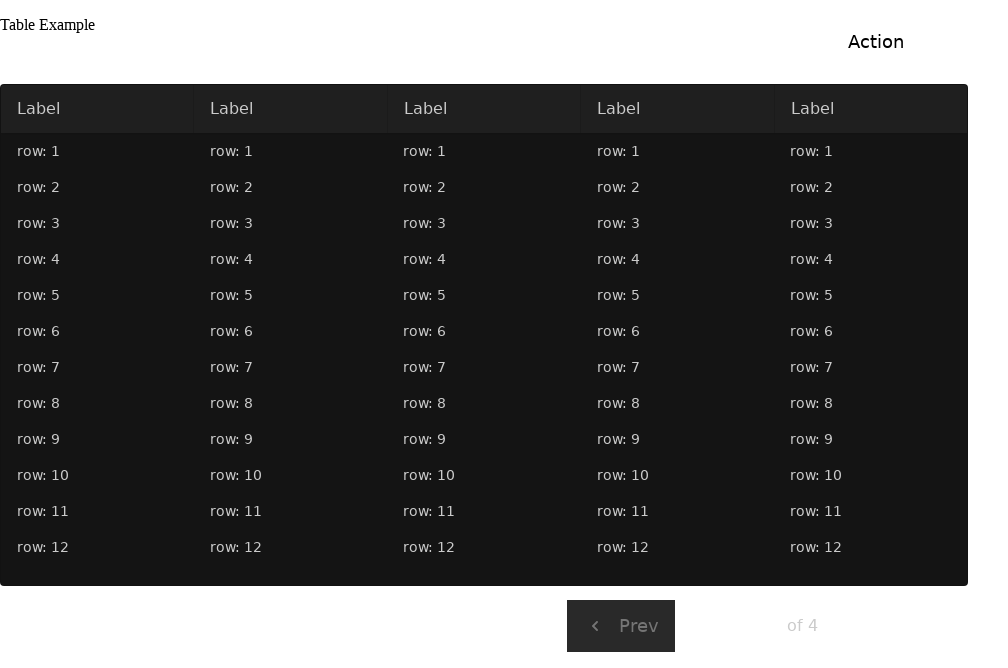 Table Example
Action
Label Label Label Label Label
row: 1 row: 1 row: 1 row: 1 row: 1
row: 2 row: 2 row: 2 row: 2 row: 2
row: 3 row: 3 row: 3 row: 3 row: 3
row: 4 row: 4 row: 4 row: 4 row: 4
row: 5 row: 5 row: 5 row: 5 row: 5
row: 6 row: 6 row: 6 row: 6 row: 6
row: 7 row: 7 row: 7 row: 7 row: 7
row: 8 row: 8 row: 8 row: 8 row: 8
row: 9 row: 9 row: 9 row: 9 row: 9
row: 10 row: 10 row: 10 row: 10 row: 10
row: 11 row: 11 row: 11 row: 11 row: 11
row: 12 row: 12 row: 12 row: 12 row: 12
Prev of 4